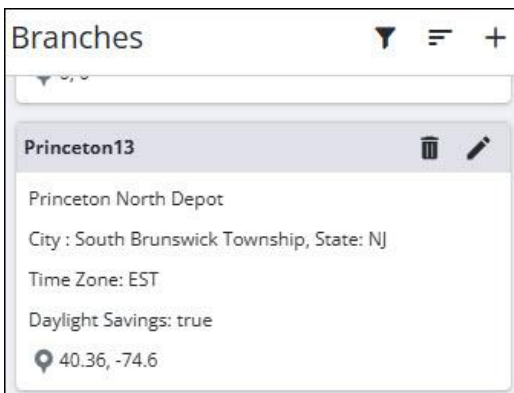 Branches
Princeton13
Princeton North Depot
City : South Brunswick Township, State: NJ
Time Zone: EST
Daylight Savings: true
40.36, -74.6